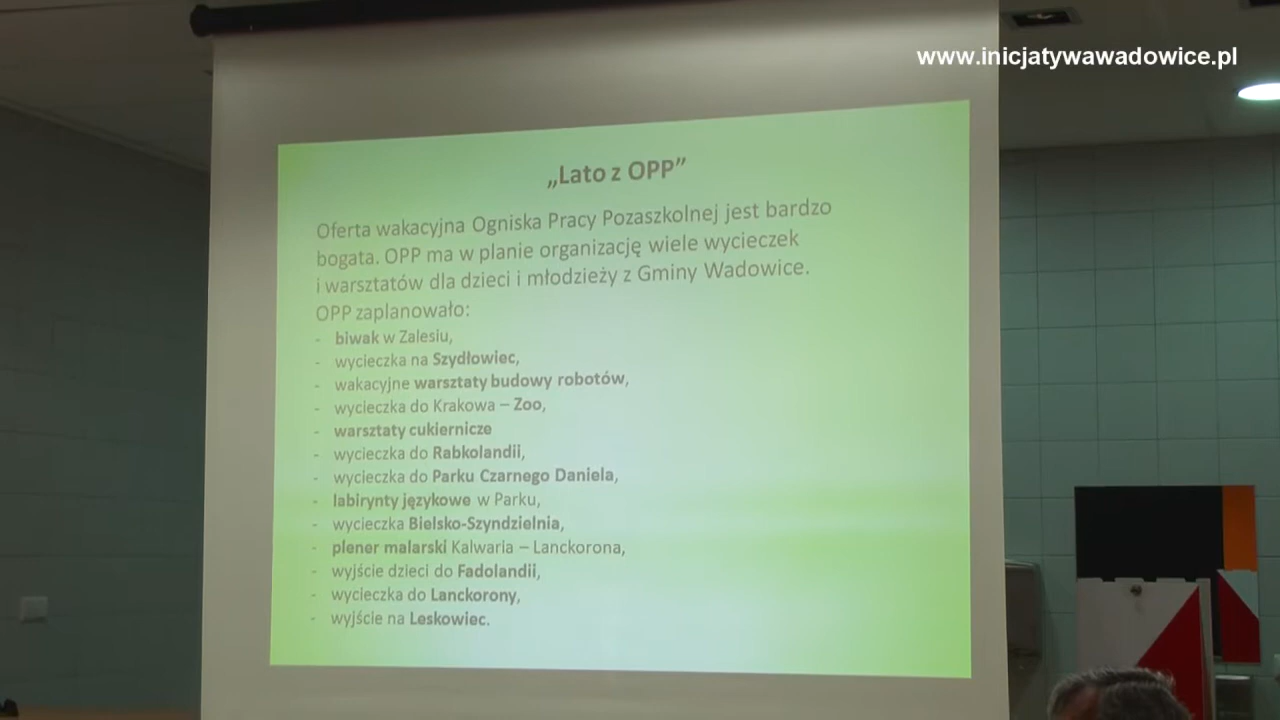 www.inicjatywawadowice.pl
„Lato z OPP”
Oferta wakacyjna Ogniska Pracy Pozaszkolnej jest bardzo
bogata. OPP ma w planie organizację wiele wycieczek
i warsztatów dla dzieci i młodzieży z Gminy Wadowice.
OPP zaplanowało:
- biwak w Zalesiu,
- wycieczka na Szydłowiec,
- wakacyjne warsztaty budowy robotów,
- wycieczka do Krakowa – Zoo,
- warsztaty cukiernicze
- wycieczka do Rabkolandii,
- wycieczka do Parku Czarnego Daniela,
- labirynty językowe w Parku,
- wycieczka Bielsko-Szyndzielnia,
- plener malarski Kalwaria – Lanckorona,
- wyjście dzieci do Fadolandii,
- wycieczka do Lanckorony,
- wyjście na Leskowiec.